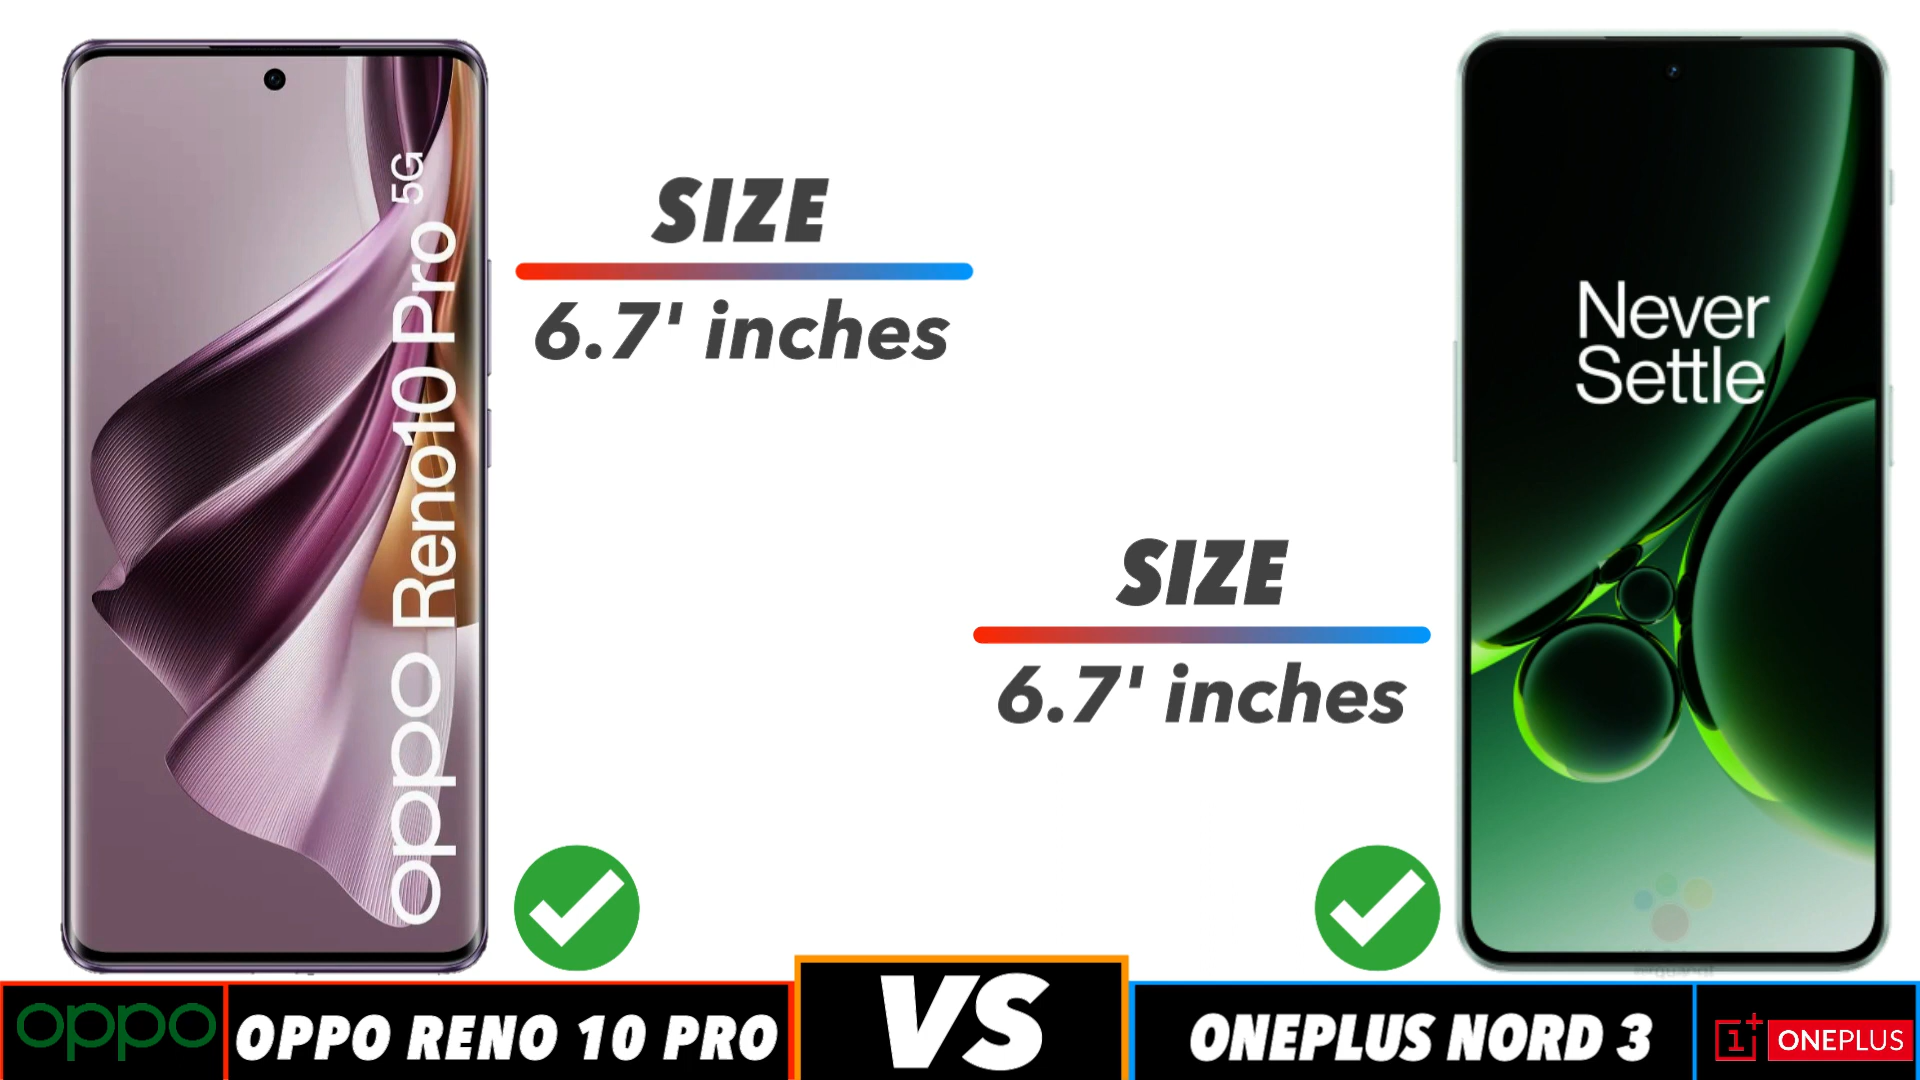 oppo Reno10 Pro 5G
SIZE
6.7' inches
Never
Settle
SIZE
6.7' inches
oppo
OPPO RENO 10 PRO
VS
ONEPLUS NORD 3
1+
ONEPLUS